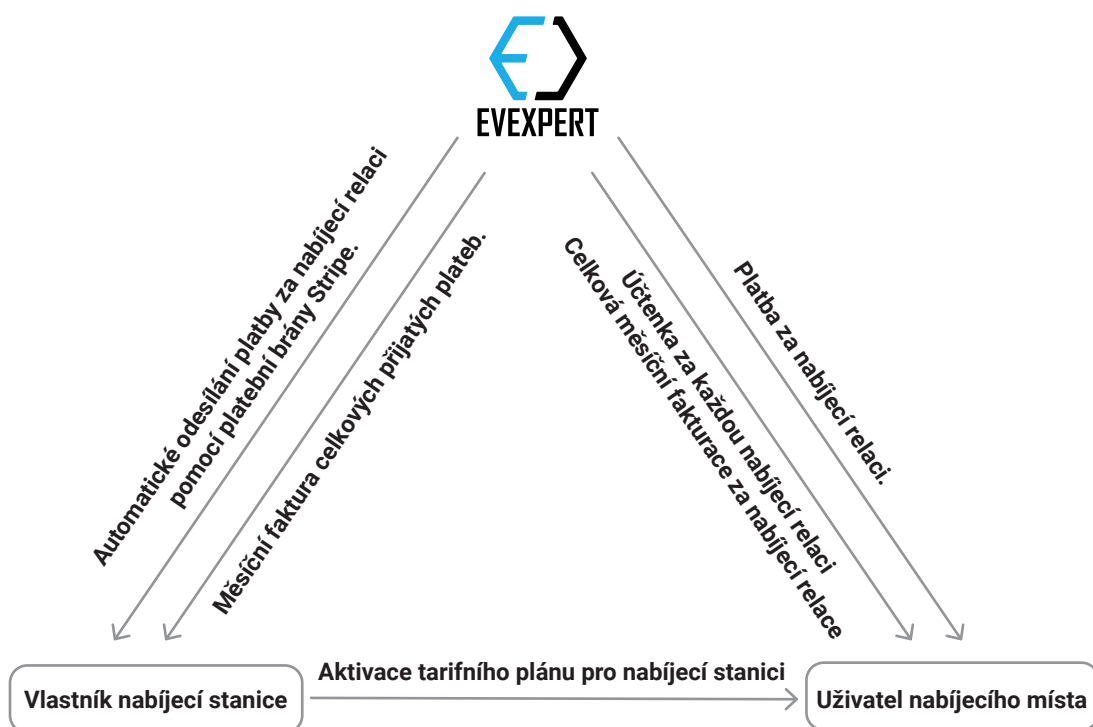 EVEXPERT
Automatické odesílání platby za nabíjecí relaci
pomocí platební brány Stripe.
Měsíční faktura celkových přijatých plateb.
Účtenka za každou nabíjecí relaci
Celková měsíční fakturace za nabíjecí relace
Platba za nabíjecí relaci.
Vlastník nabíjecí stanice
Aktivace tarifního plánu pro nabíjecí stanici
Uživatel nabíjecího místa